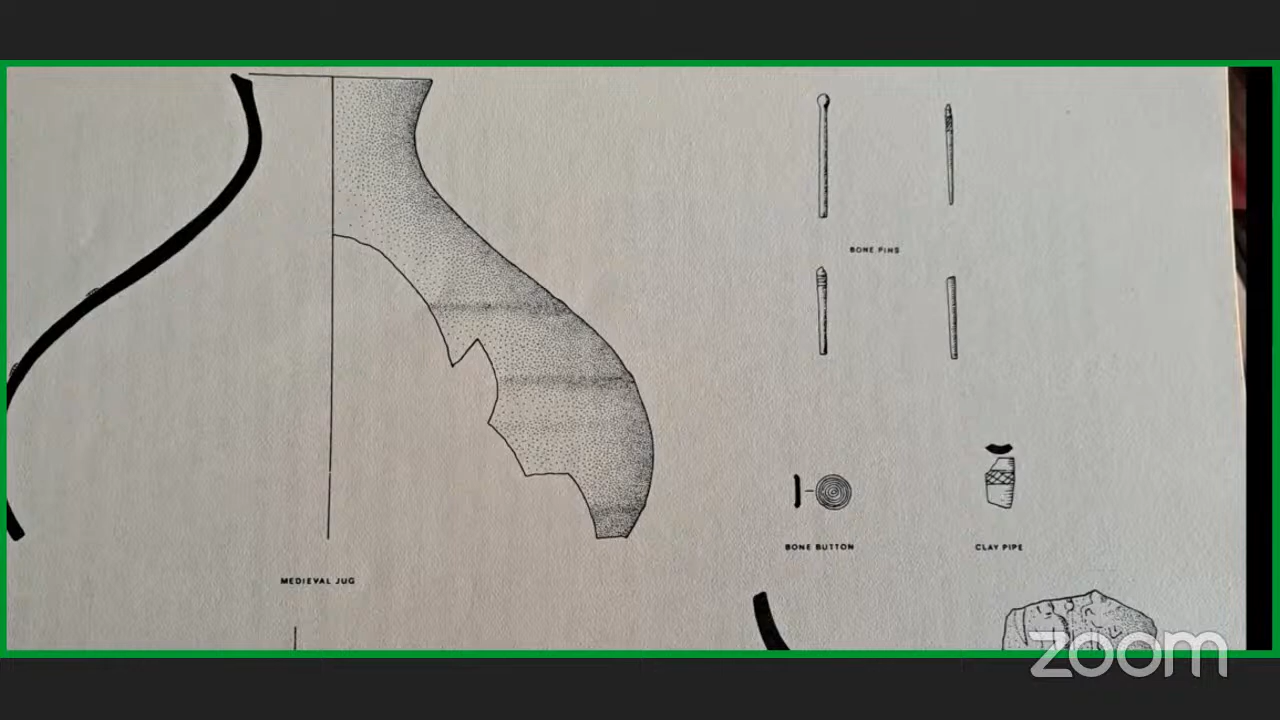 BONE PINS
BONE BUTTON
CLAY PIPE
MEDIEVAL JUG
zoom